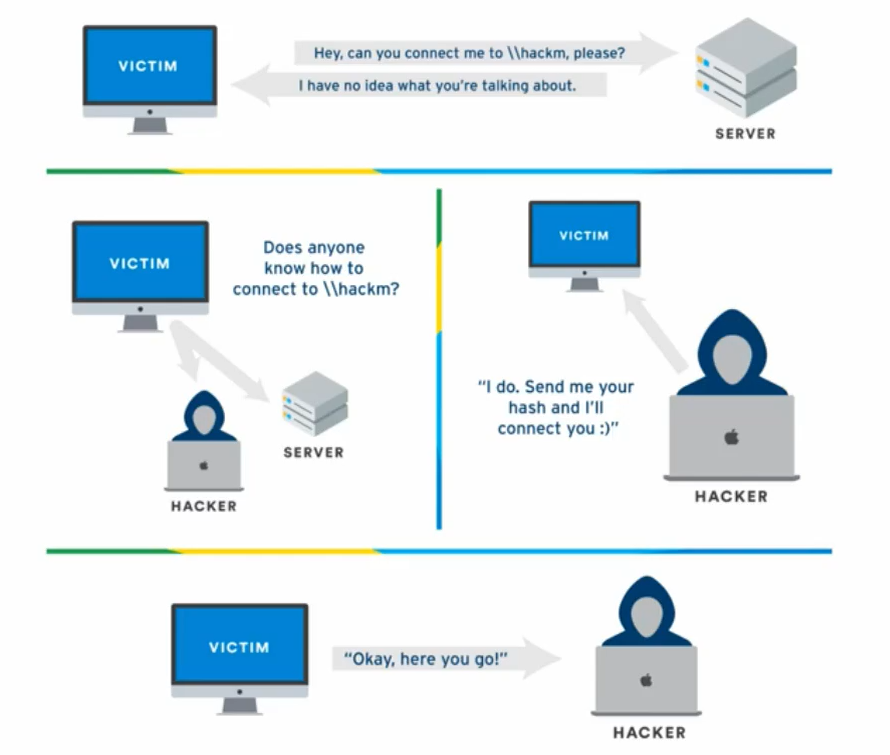 VICTIM
Hey, can you connect me to \\hackm, please?
I have no idea what you're talking about.
SERVER
VICTIM
Does anyone
know how to
connect to \\hackm?
HACKER
SERVER
VICTIM
"I do. Send me your
hash and I'll
connect you :)"
HACKER
VICTIM
"Okay, here you go!"
HACKER